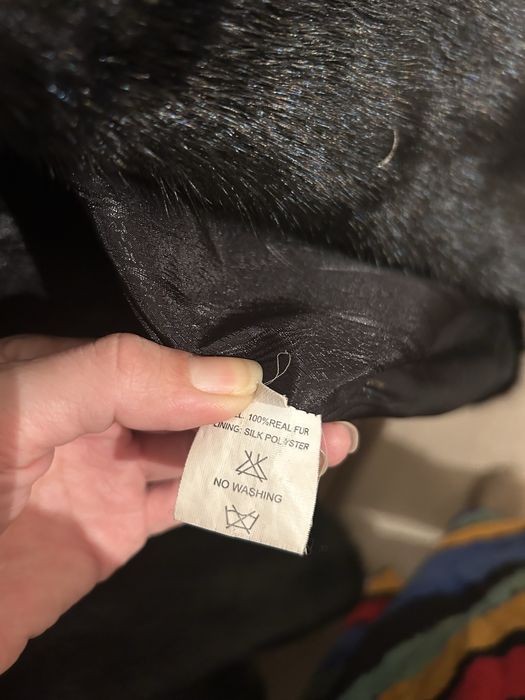 100%REAL FUR
LINING: SILK POLYSTER
NO WASHING